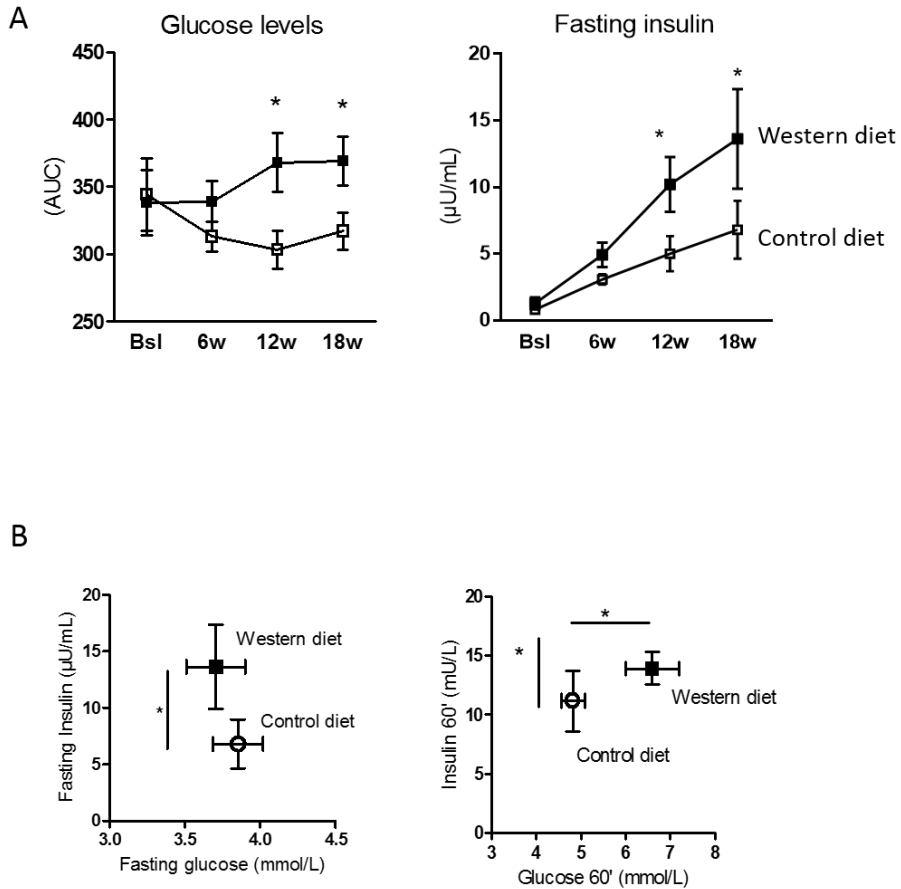 A
Glucose levels
Fasting insulin
450
400
350
300
250
(AUC)
Bsl 6w 12w 18w
* *
20
15
10
5
0
(µU/mL)
Bsl 6w 12w 18w
* *
Western diet
Control diet
B
20
15
10
5
0
Fasting Insulin (µU/mL)
Western diet
Control diet
*
3.0 3.5 4.0 4.5
Fasting glucose (mmol/L)
20
15
10
5
0
Insulin 60' (mU/L)
*
*
Western diet
Control diet
3 4 5 6 7 8
Glucose 60' (mmol/L)